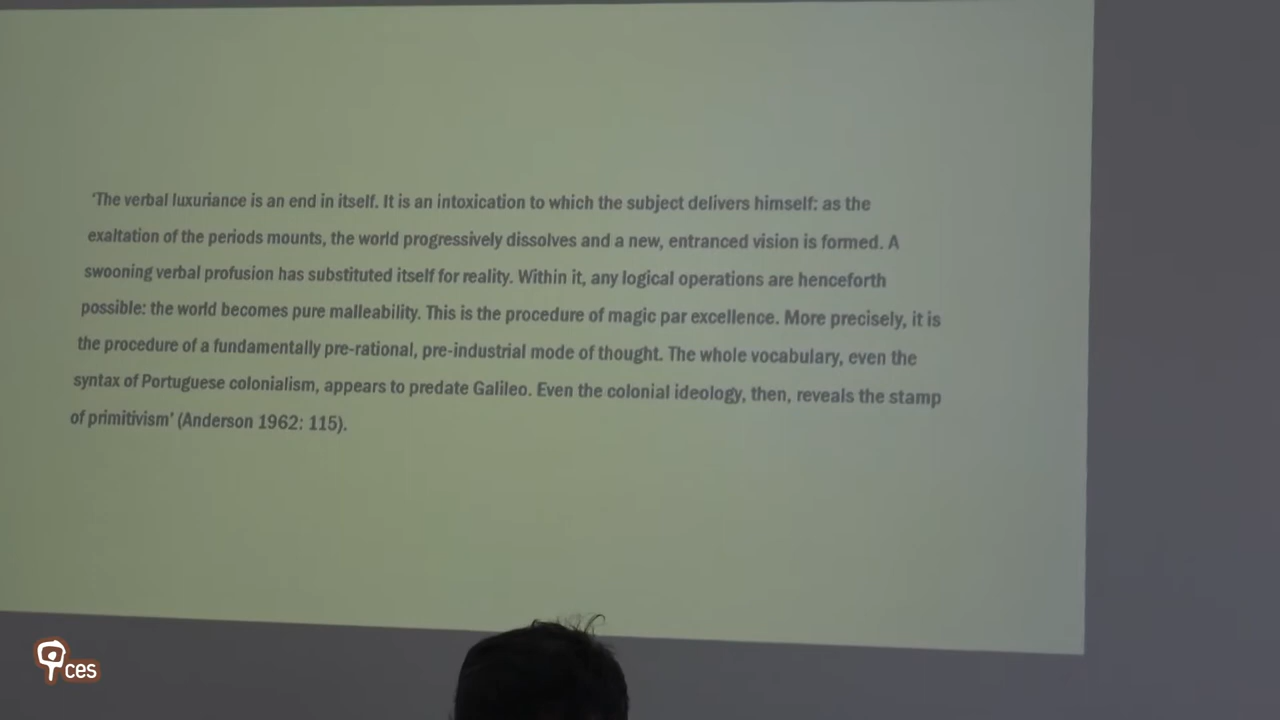 ‘The verbal luxuriance is an end in itself. It is an intoxication to which the subject delivers himself: as the
exaltation of the periods mounts, the world progressively dissolves and a new, entranced vision is formed. A
swooning verbal profusion has substituted itself for reality. Within it, any logical operations are henceforth
possible: the world becomes pure malleability. This is the procedure of magic par excellence. More precisely, it is
the procedure of a fundamentally pre-rational, pre-industrial mode of thought. The whole vocabulary, even the
syntax of Portuguese colonialism, appears to predate Galileo. Even the colonial ideology, then, reveals the stamp
of primitivism’ (Anderson 1962: 115).
ces